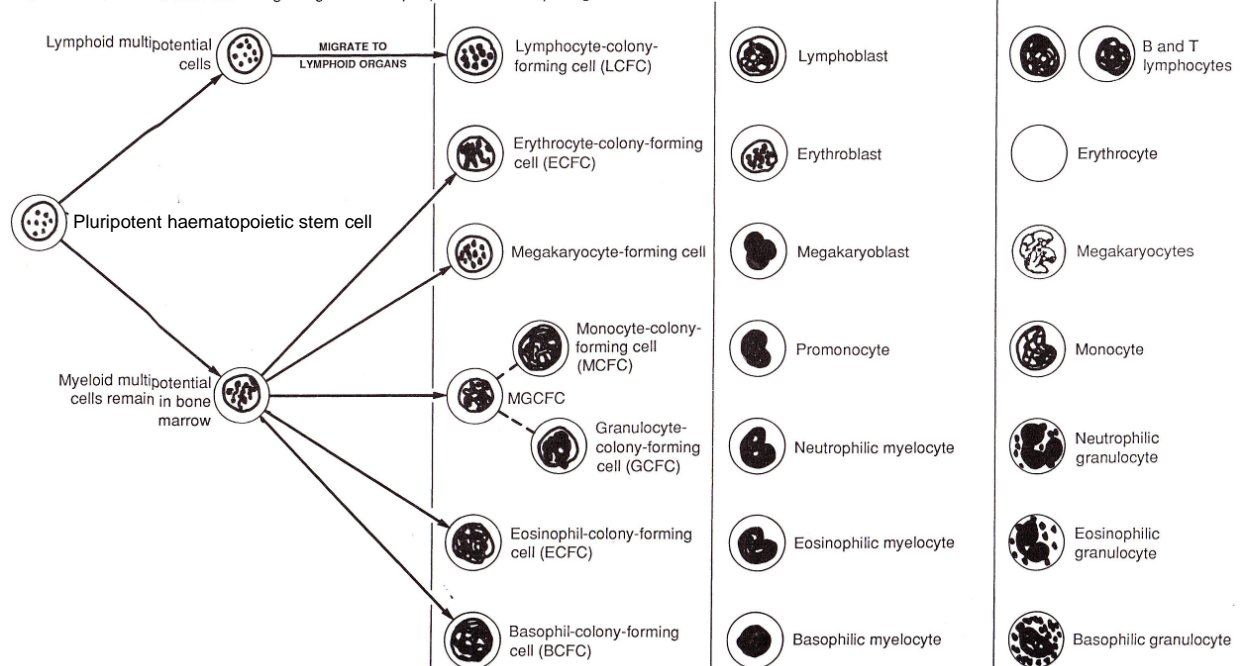 Lymphoid multipotential
cells
MIGRATE TO
LYMPHOID ORGANS
Lymphocyte-colony-
forming cell (LCFC)
Lymphoblast
B and T
lymphocytes
Erythrocyte-colony-forming
cell (ECFC)
Erythroblast
Erythrocyte
Pluripotent haematopoietic stem cell
Megakaryocyte-forming cell
Megakaryoblast
Megakaryocytes
Monocyte-colony-
forming cell
(MCFC)
Promonocyte
Monocyte
Myeloid multipotential
cells remain in bone
marrow
MGCFC
Granulocyte-
colony-forming
cell (GCFC)
Neutrophilic myelocyte
Neutrophilic
granulocyte
Eosinophil-colony-forming
cell (ECFC)
Eosinophilic myelocyte
Eosinophilic
granulocyte
Basophil-colony-forming
cell (BCFC)
Basophilic myelocyte
Basophilic granulocyte